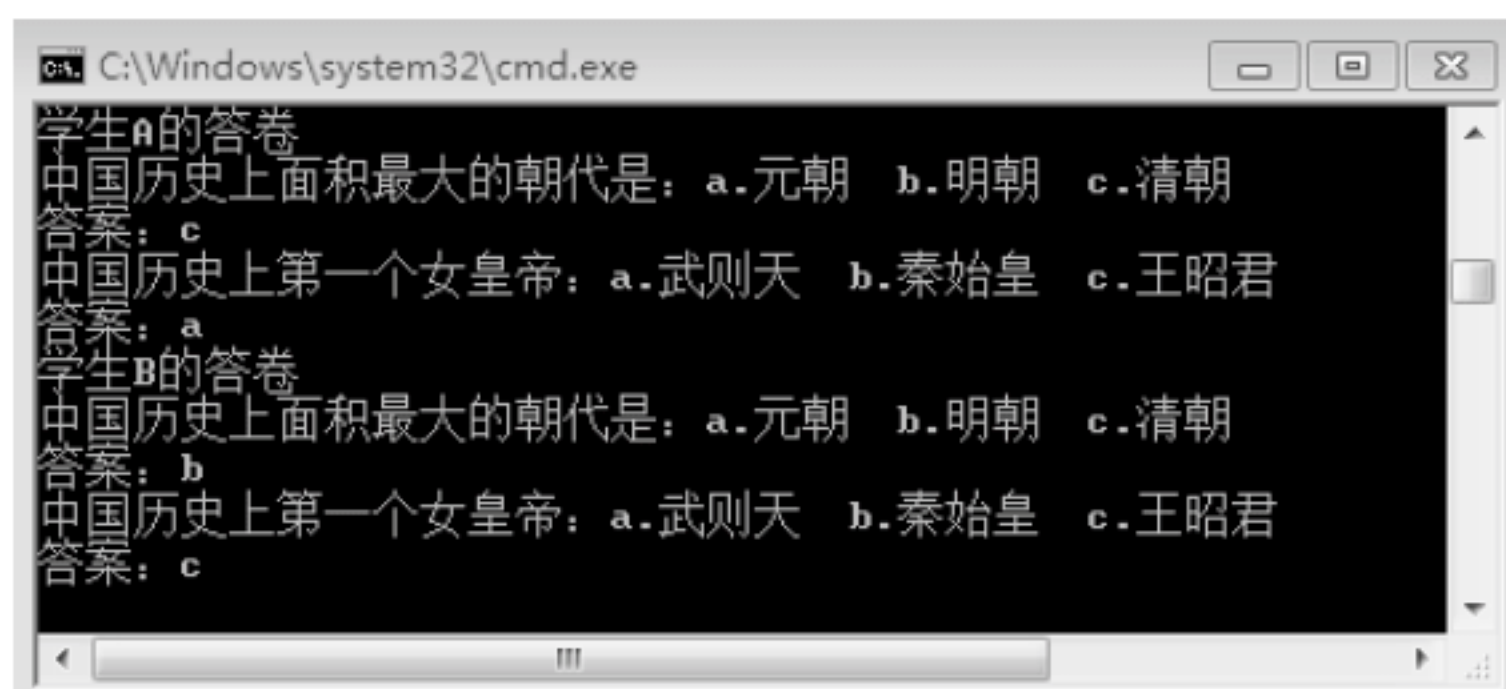 C:\Windows\system32\cmd.exe
学生A的答卷
中国历史上面积最大的朝代是：a.元朝 b.明朝 c.清朝
答案：c
中国历史上第一个女皇帝：a.武则天 b.秦始皇 c.王昭君
答案：a
学生B的答卷
中国历史上面积最大的朝代是：a.元朝 b.明朝 c.清朝
答案：b
中国历史上第一个女皇帝：a.武则天 b.秦始皇 c.王昭君
答案：c